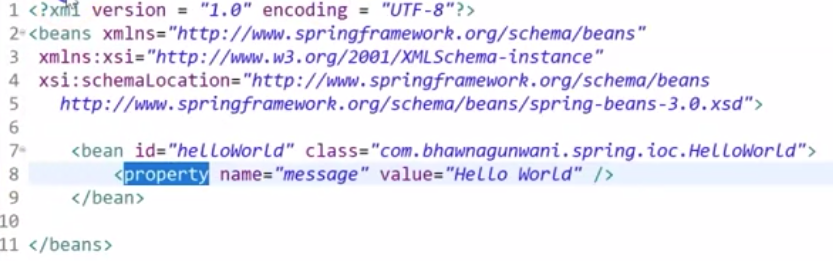 1 <?xml version = "1.0" encoding = "UTF-8"?>
2 <beans xmlns="http://www.springframework.org/schema/beans"
3 xmlns:xsi="http://www.w3.org/2001/XMLSchema-instance"
4 xsi:schemaLocation="http://www.springframework.org/schema/beans
5 http://www.springframework.org/schema/beans/spring-beans-3.0.xsd">
6
7 <bean id="helloWorld" class="com.bhawnagunwani.spring.ioc.HelloWorld">
8 <property name="message" value="Hello World" />
9 </bean>
10
11 </beans>